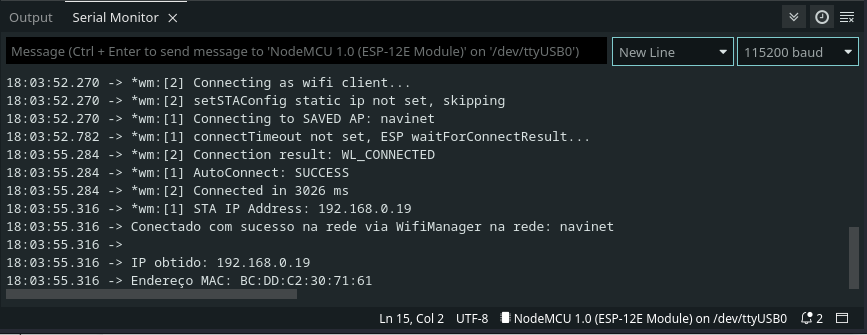 Output Serial Monitor
Message (Ctrl + Enter to send message to 'NodeMCU 1.0 (ESP-12E Module)' on '/dev/ttyUSB0') New Line 115200 baud
18:03:52.270 -> *wm:[2] Connecting as wifi client...
18:03:52.270 -> *wm:[2] setSTAConfig static ip not set, skipping
18:03:52.270 -> *wm:[1] Connecting to SAVED AP: navinet
18:03:52.782 -> *wm:[1] connectTimeout not set, ESP waitForConnectResult...
18:03:55.284 -> *wm:[2] Connection result: WL_CONNECTED
18:03:55.284 -> *wm:[1] AutoConnect: SUCCESS
18:03:55.284 -> *wm:[2] Connected in 3026 ms
18:03:55.316 -> *wm:[1] STA IP Address: 192.168.0.19
18:03:55.316 -> Conectado com sucesso na rede via WifiManager na rede: navinet
18:03:55.316 ->
18:03:55.316 -> IP obtido: 192.168.0.19
18:03:55.316 -> Endereço MAC: BC:DD:C2:30:71:61
Ln 15, Col 2 UTF-8 NodeMCU 1.0 (ESP-12E Module) on /dev/ttyUSB0 2